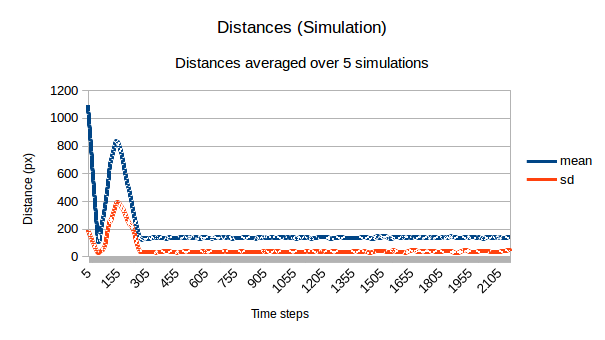 Distances (Simulation)
Distances averaged over 5 simulations
1200
1000
800
600
400
200
0
Distance (px)
mean
sd
5 155 305 455 605 755 905 1055 1205 1355 1505 1655 1805 1955 2105
Time steps